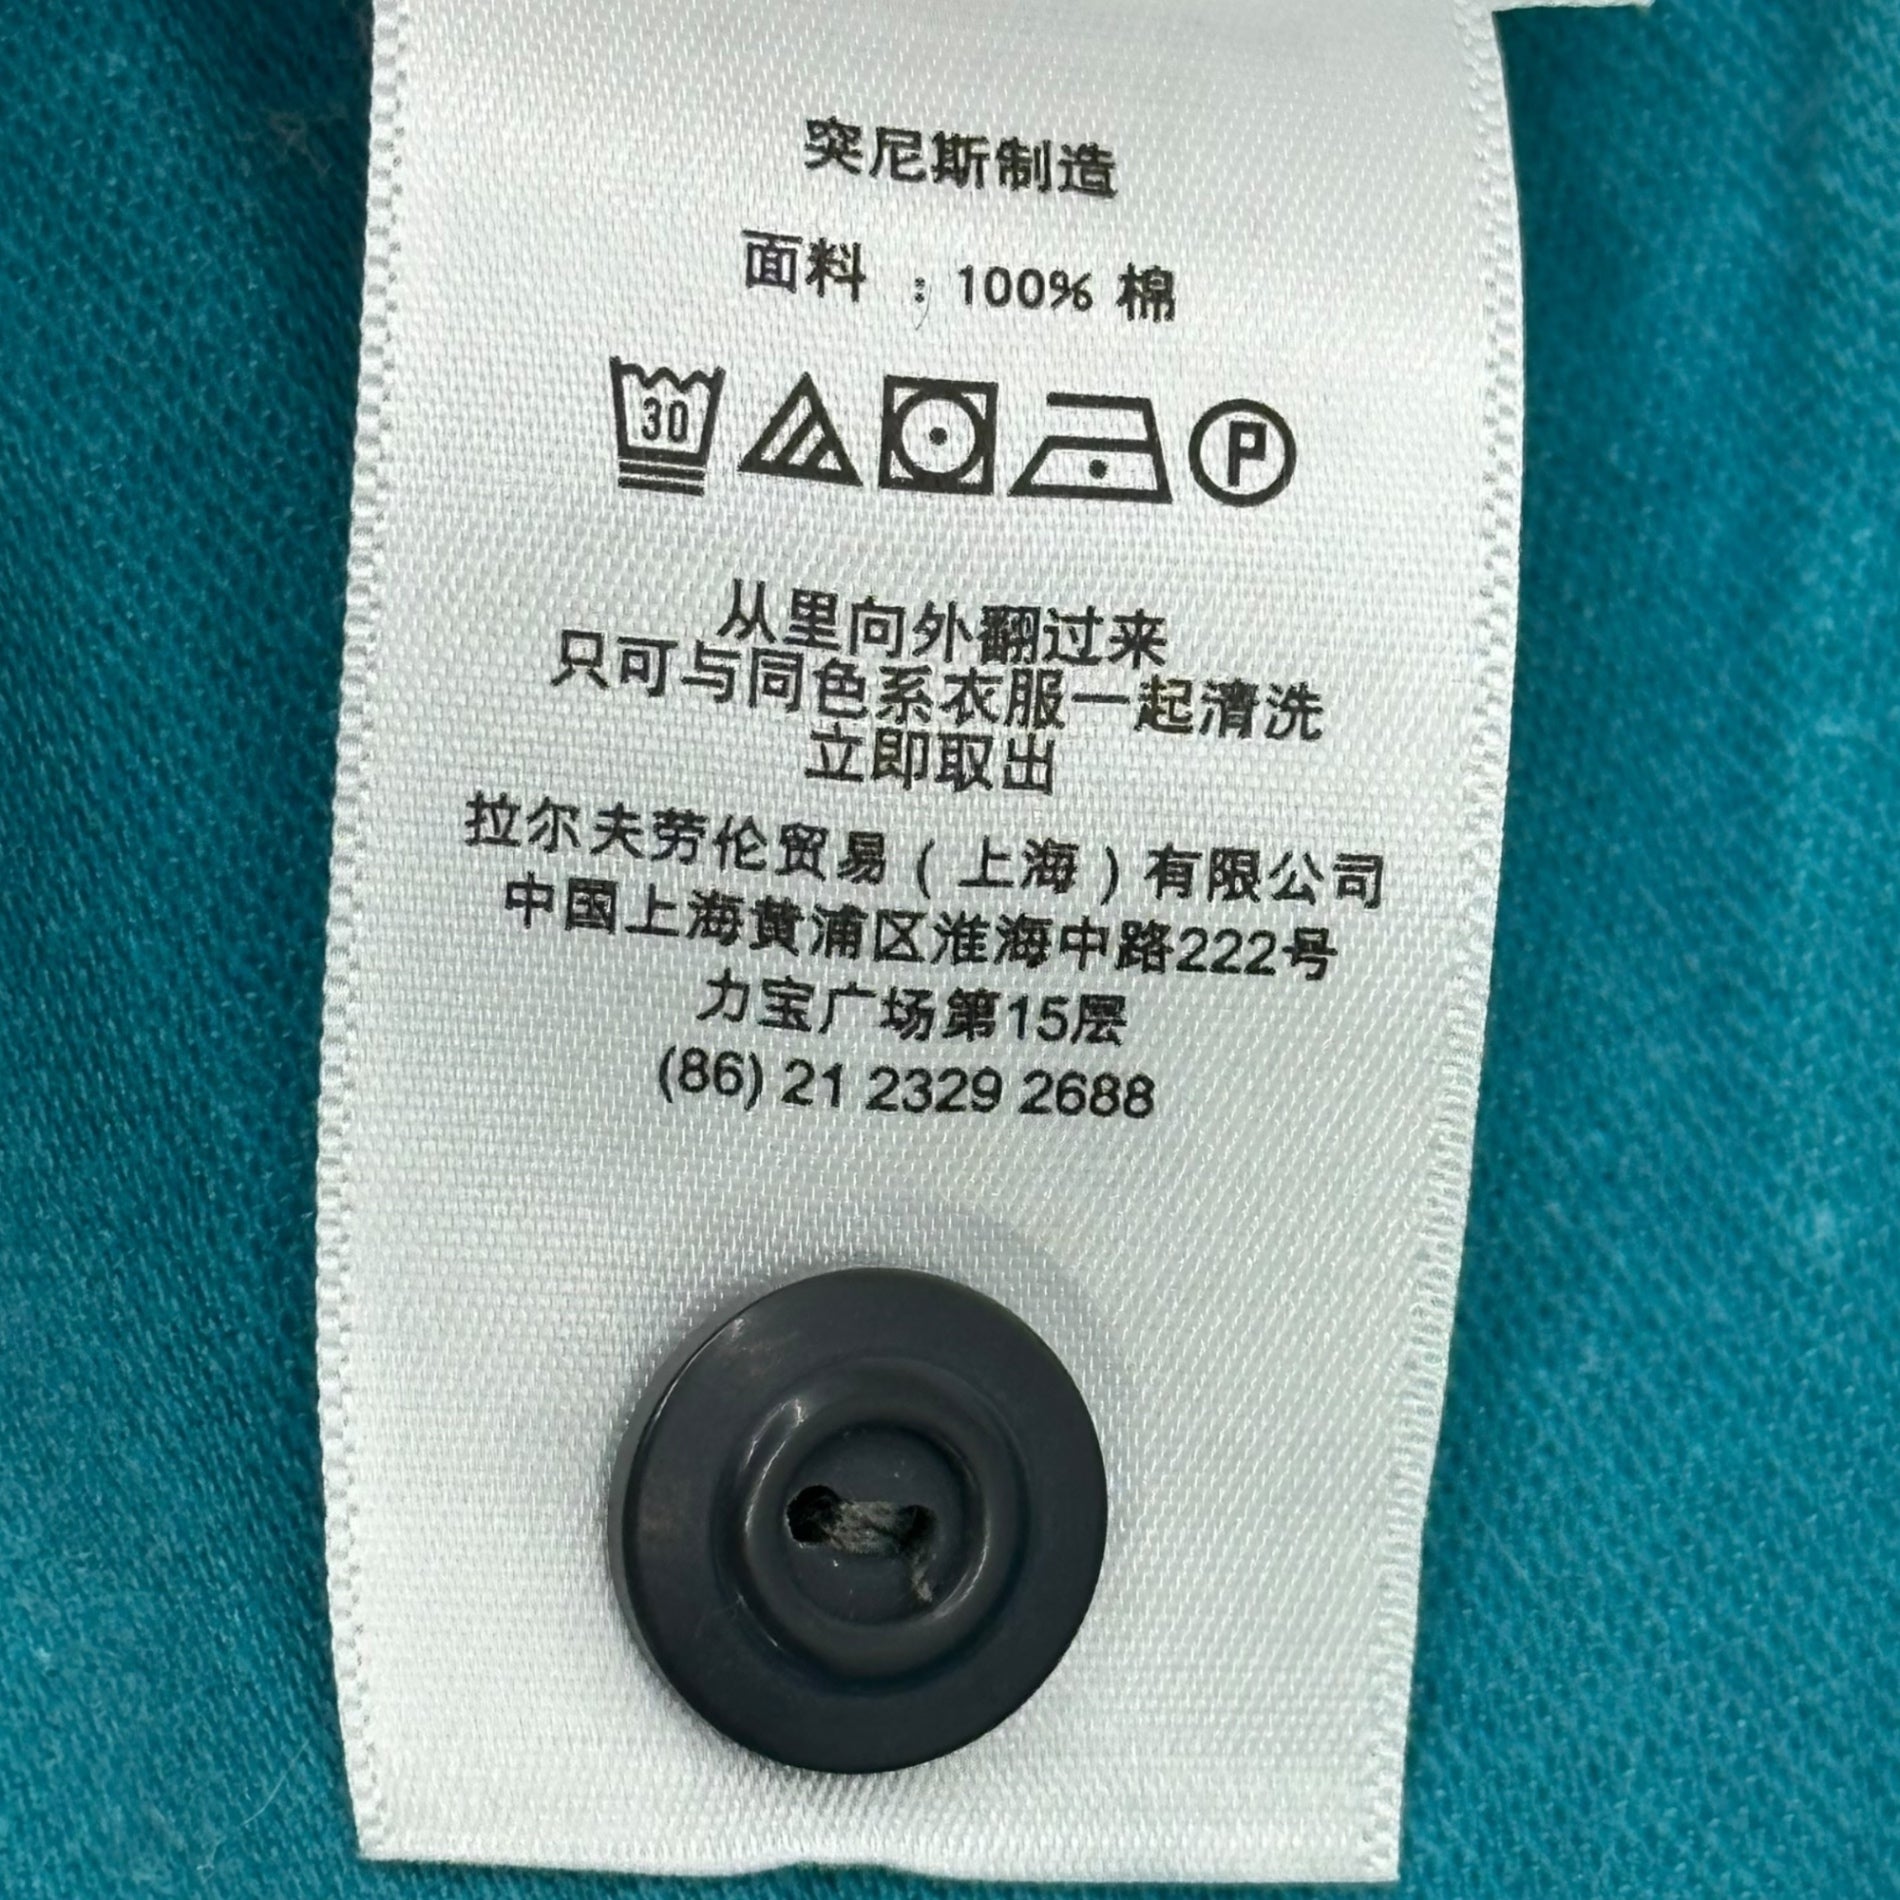 突尼斯制造
面料 : 100% 棉
30
P
从里向外翻过来
只可与同色系衣服一起清洗
立即取出
拉尔夫劳伦贸易（上海）有限公司
中国上海黄浦区淮海中路222号
力宝广场第15层
(86) 21 2329 2688